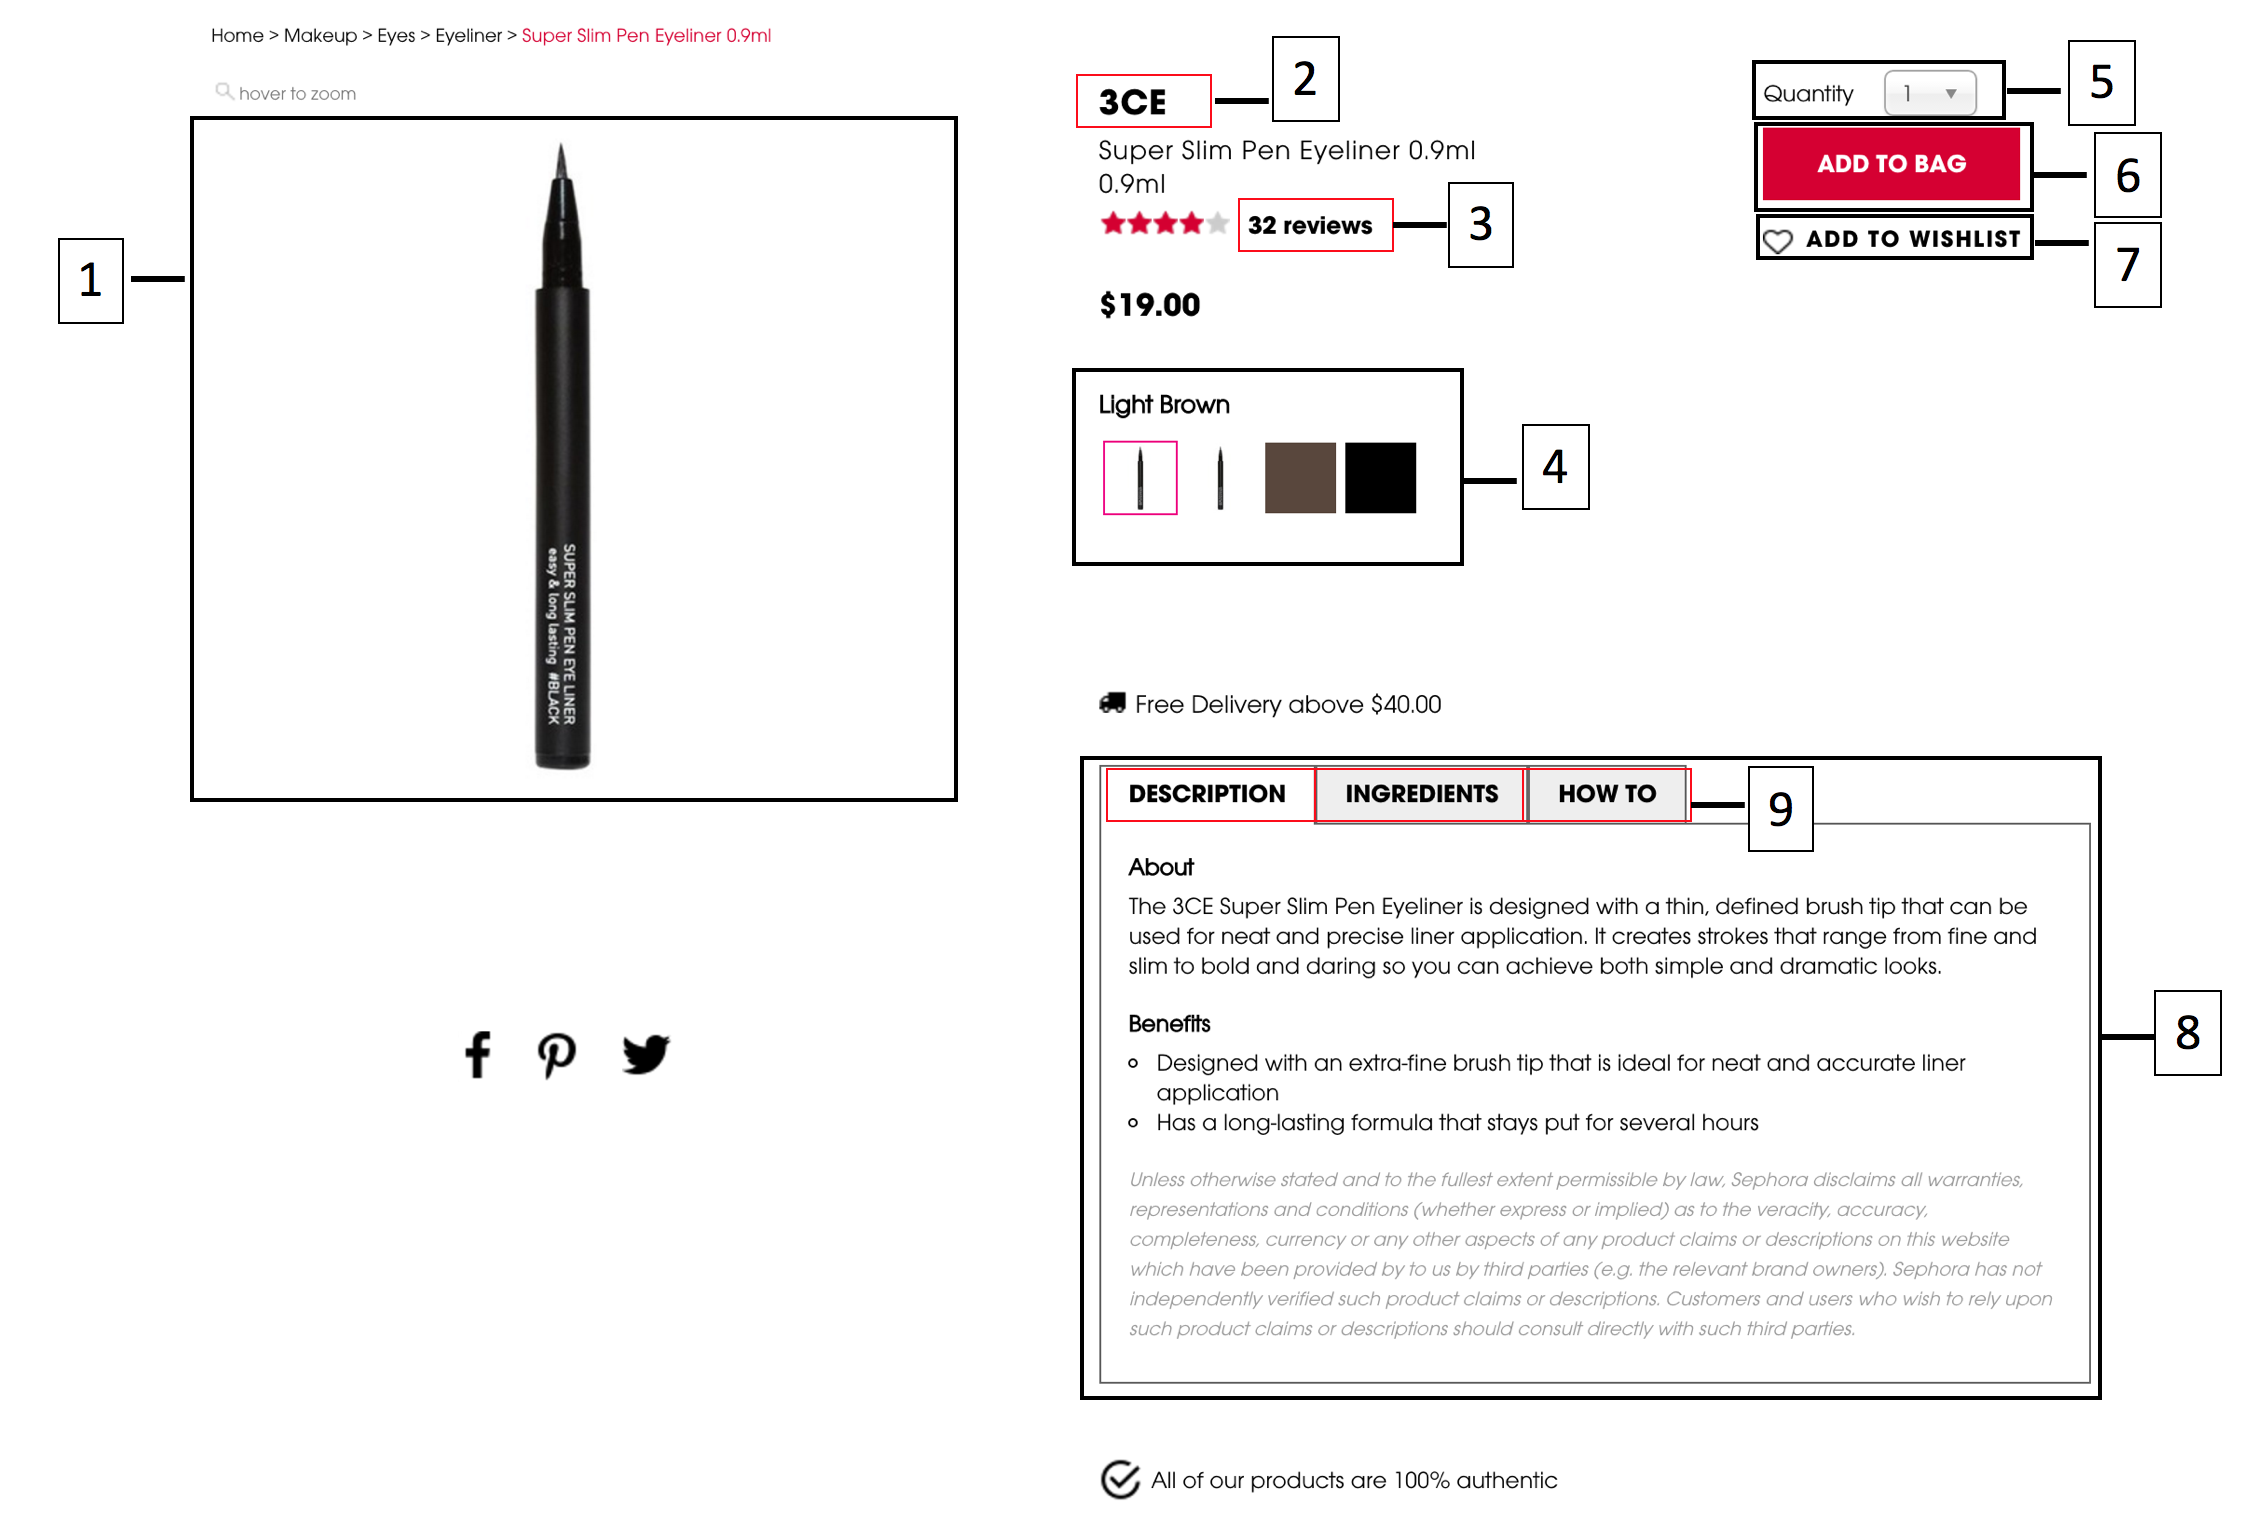 Home > Makeup > Eyes > Eyeliner > Super Slim Pen Eyeliner 0.9ml
hover to zoom
1
SUPER SLIM PEN EYE LINER
easy & long lasting #BLACK
3CE
2
Super Slim Pen Eyeliner 0.9ml
0.9ml
32 reviews
3
$19.00
Light Brown
4
Quantity 1
5
ADD TO BAG
6
ADD TO WISHLIST
7
Free Delivery above $40.00
DESCRIPTION INGREDIENTS HOW TO
9
About
The 3CE Super Slim Pen Eyeliner is designed with a thin, defined brush tip that can be
used for neat and precise liner application. It creates strokes that range from fine and
slim to bold and daring so you can achieve both simple and dramatic looks.
Benefits
Designed with an extra-fine brush tip that is ideal for neat and accurate liner
application
Has a long-lasting formula that stays put for several hours
8
Unless otherwise stated and to the fullest extent permissible by law, Sephora disclaims all warranties,
representations and conditions (whether express or implied) as to the veracity, accuracy,
completeness, currency or any other aspects of any product claims or descriptions on this website
which have been provided by to us by third parties (e.g. the relevant brand owners). Sephora has not
independently verified such product claims or descriptions. Customers and users who wish to rely upon
such product claims or descriptions should consult directly with such third parties.
All of our products are 100% authentic